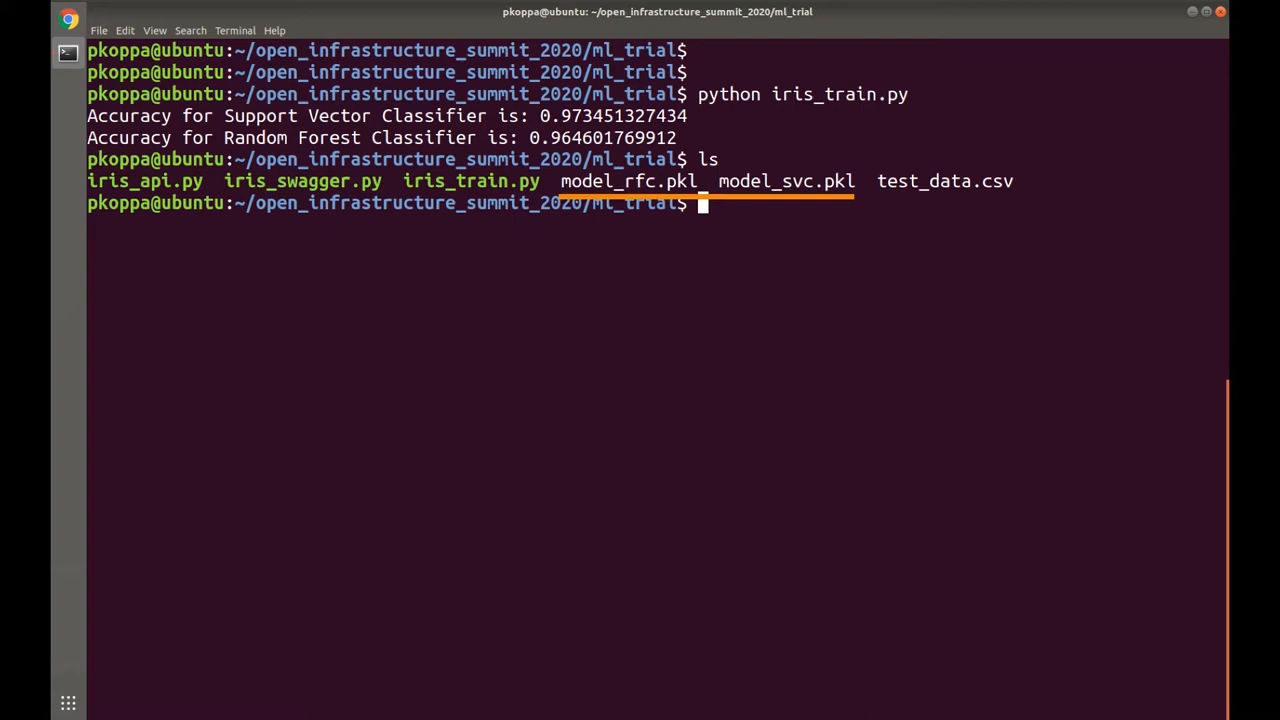 pkoppa@ubuntu: ~/open_infrastructure_summit_2020/ml_trial
File Edit View Search Terminal Help
pkoppa@ubuntu:~/open_infrastructure_summit_2020/ml_trial$
pkoppa@ubuntu:~/open_infrastructure_summit_2020/ml_trial$
pkoppa@ubuntu:~/open_infrastructure_summit_2020/ml_trial$ python iris_train.py
Accuracy for Support Vector Classifier is: 0.973451327434
Accuracy for Random Forest Classifier is: 0.964601769912
pkoppa@ubuntu:~/open_infrastructure_summit_2020/ml_trial$ ls
iris_api.py iris_swagger.py iris_train.py model_rfc.pkl model_svc.pkl test_data.csv
pkoppa@ubuntu:~/open_infrastructure_summit_2020/ml_trial$